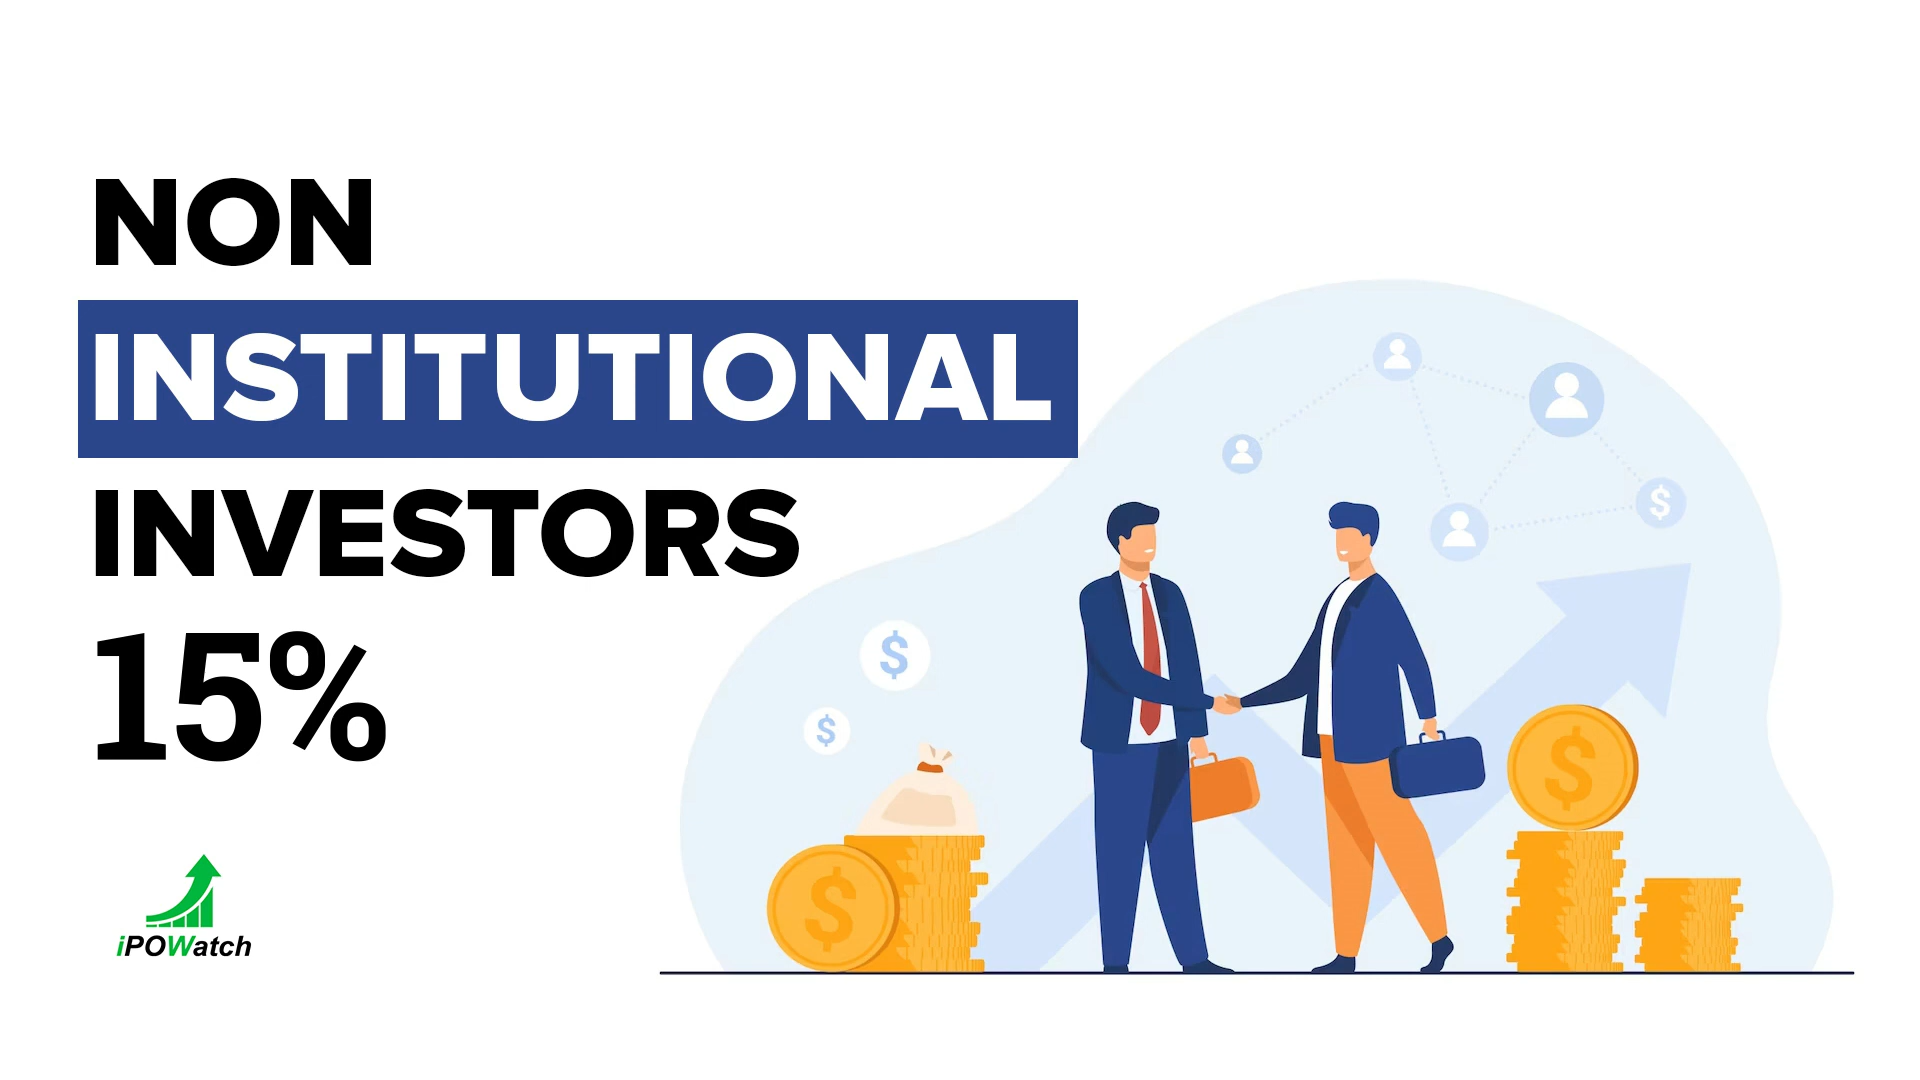 NON
INSTITUTIONAL
INVESTORS
15%
iPOWatch
$
$
$
$
$